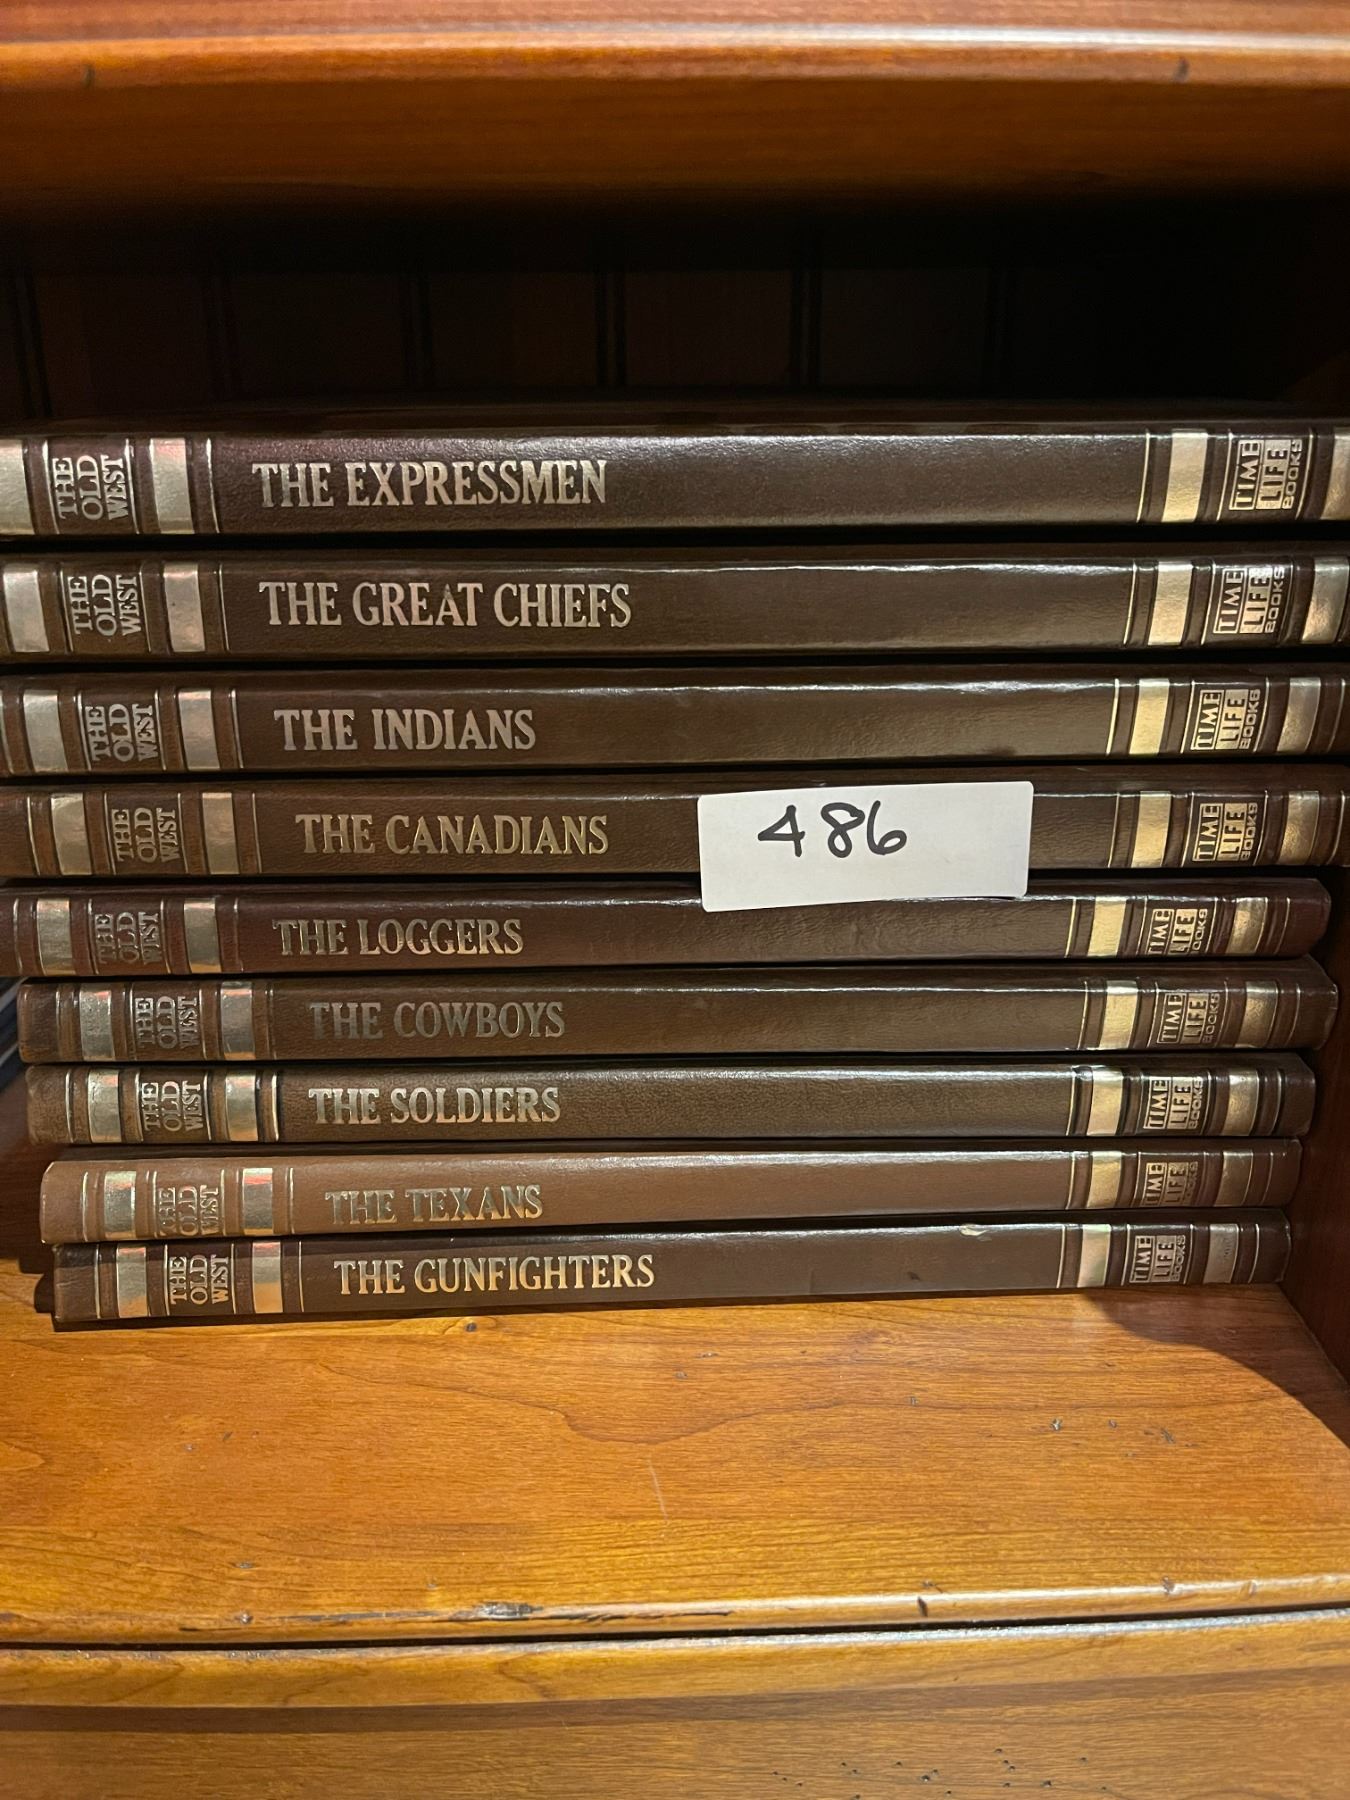 THE OLD WEST THE EXPRESSMEN TIME LIFE BOOKS
THE OLD WEST THE GREAT CHIEFS TIME LIFE BOOKS
THE OLD WEST THE INDIANS TIME LIFE BOOKS
THE OLD WEST THE CANADIANS TIME LIFE BOOKS
486
THE OLD WEST THE LOGGERS TIME LIFE BOOKS
THE OLD WEST THE COWBOYS TIME LIFE BOOKS
THE OLD WEST THE SOLDIERS TIME LIFE BOOKS
THE OLD WEST THE TEXANS TIME LIFE BOOKS
THE OLD WEST THE GUNFIGHTERS TIME LIFE BOOKS